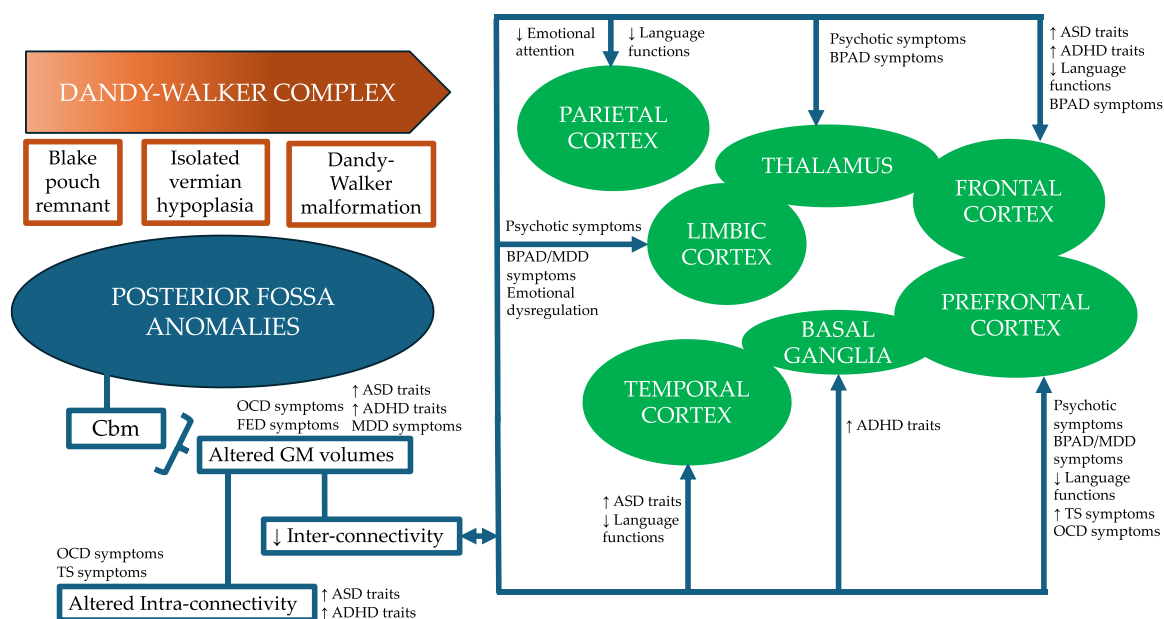 DANDY-WALKER COMPLEX
Blake
pouch
remnant
Isolated
vermian
hypoplasia
Dandy-
Walker
malformation
POSTERIOR FOSSA
ANOMALIES
Cbm
OCD symptoms
FED symptoms
↑ ASD traits
↑ ADHD traits
MDD symptoms
Altered GM volumes
↓ Inter-connectivity
OCD symptoms
TS symptoms
Altered Intra-connectivity
↑ ASD traits
↑ ADHD traits
↓ Emotional
attention
↓ Language
functions
PARIETAL
CORTEX
Psychotic symptoms
BPAD symptoms
THALAMUS
↑ ASD traits
↑ ADHD traits
↓ Language
functions
BPAD symptoms
FRONTAL
CORTEX
Psychotic symptoms
BPAD/MDD
symptoms
Emotional
dysregulation
LIMBIC
CORTEX
PREFRONTAL
CORTEX
BASAL
GANGLIA
TEMPORAL
CORTEX
↑ ASD traits
↓ Language
functions
↑ ADHD traits
Psychotic
symptoms
BPAD/MDD
symptoms
↓ Language
functions
↑ TS symptoms
OCD symptoms